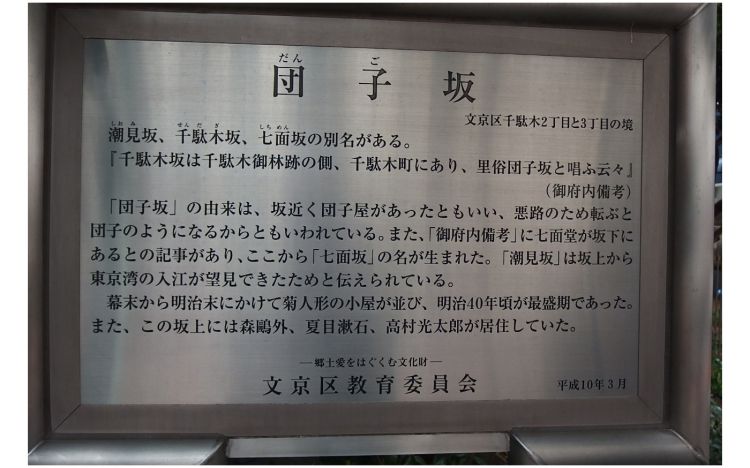 だん ご
団子坂
文京区千駄木2丁目と3丁目の境
しおみ せんだぎ しちめん
潮見坂、千駄木坂、七面坂の別名がある。
『千駄木坂は千駄木御林跡の側、千駄木町にあり、里俗団子坂と唱ふ云々』
(御府内備考)
「団子坂」の由来は、坂近く団子屋があったともいい、悪路のため転ぶと
団子のようになるからともいわれている。また、「御府内備考」に七面堂が坂下に
あるとの記事があり、ここから「七面坂」の名が生まれた。「潮見坂」は坂上から
東京湾の入江が望見できたためと伝えられている。
幕末から明治末にかけて菊人形の小屋が並び、明治40年頃が最盛期であった。
また、この坂上には森鷗外、夏目漱石、高村光太郎が居住していた。
―郷土愛をはぐくむ文化財―
文京区教育委員会
平成10年3月